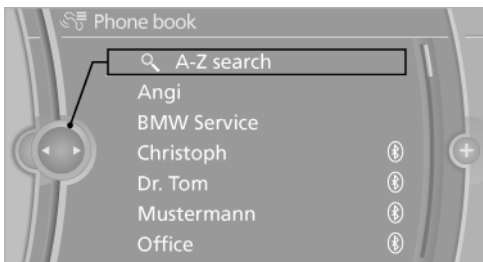 Phone book
A-Z search
Angi
BMW Service
Christoph
Dr. Tom
Mustermann
Office